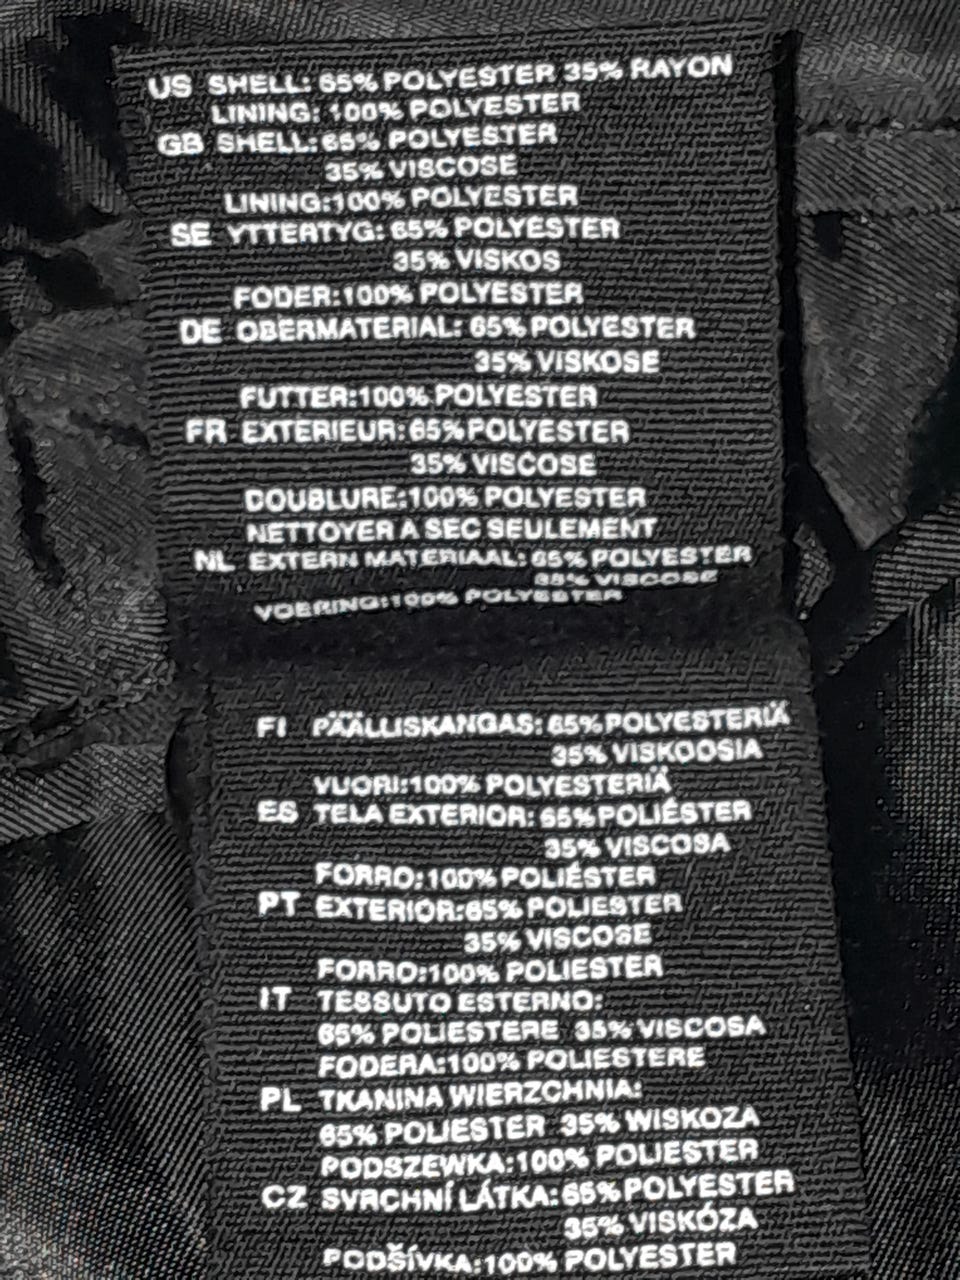 US SHELL: 65% POLYESTER 35% RAYON
LINING: 100% POLYESTER
GB SHELL:65% POLYESTER
35% VISCOSE
LINING:100% POLYESTER
SE YTTERTYG: 65% POLYESTER
35% VISKOS
FODER:100% POLYESTER
DE OBERMATERIAL: 65% POLYESTER
35% VISKOSE
FUTTER:100% POLYESTER
FR EXTERIEUR:65% POLYESTER
35% VISCOSE
DOUBLURE:100% POLYESTER
NETTOYER A SEC SEULEMENT
NL EXTERN MATERIAAL: 65% POLYESTER
35% VISCOSE
VOERING:100% POLYESTER
FI PÄÄLLISKANGAS: 65% POLYESTERIÄ
35% VISKOOSIA
VUORI:100% POLYESTERIÄ
ES TELA EXTERIOR: 65% POLIÉSTER
35% VISCOSA
FORRO:100% POLIÉSTER
PT EXTERIOR:65% POLIESTER
35% VISCOSE
FORRO:100% POLIESTER
IT TESSUTO ESTERNO:
65% POLIESTERE 35% VISCOSA
FODERA:100% POLIESTERE
PL TKANINA WIERZCHNIA:
65% POLIESTER 35% WISKOZA
PODSZEWKA:100% POLIESTER
CZ SVRCHNÍ LÁTKA:65% POLYESTER
35% VISKÓZA
PODŠÍVKA:100% POLYESTER